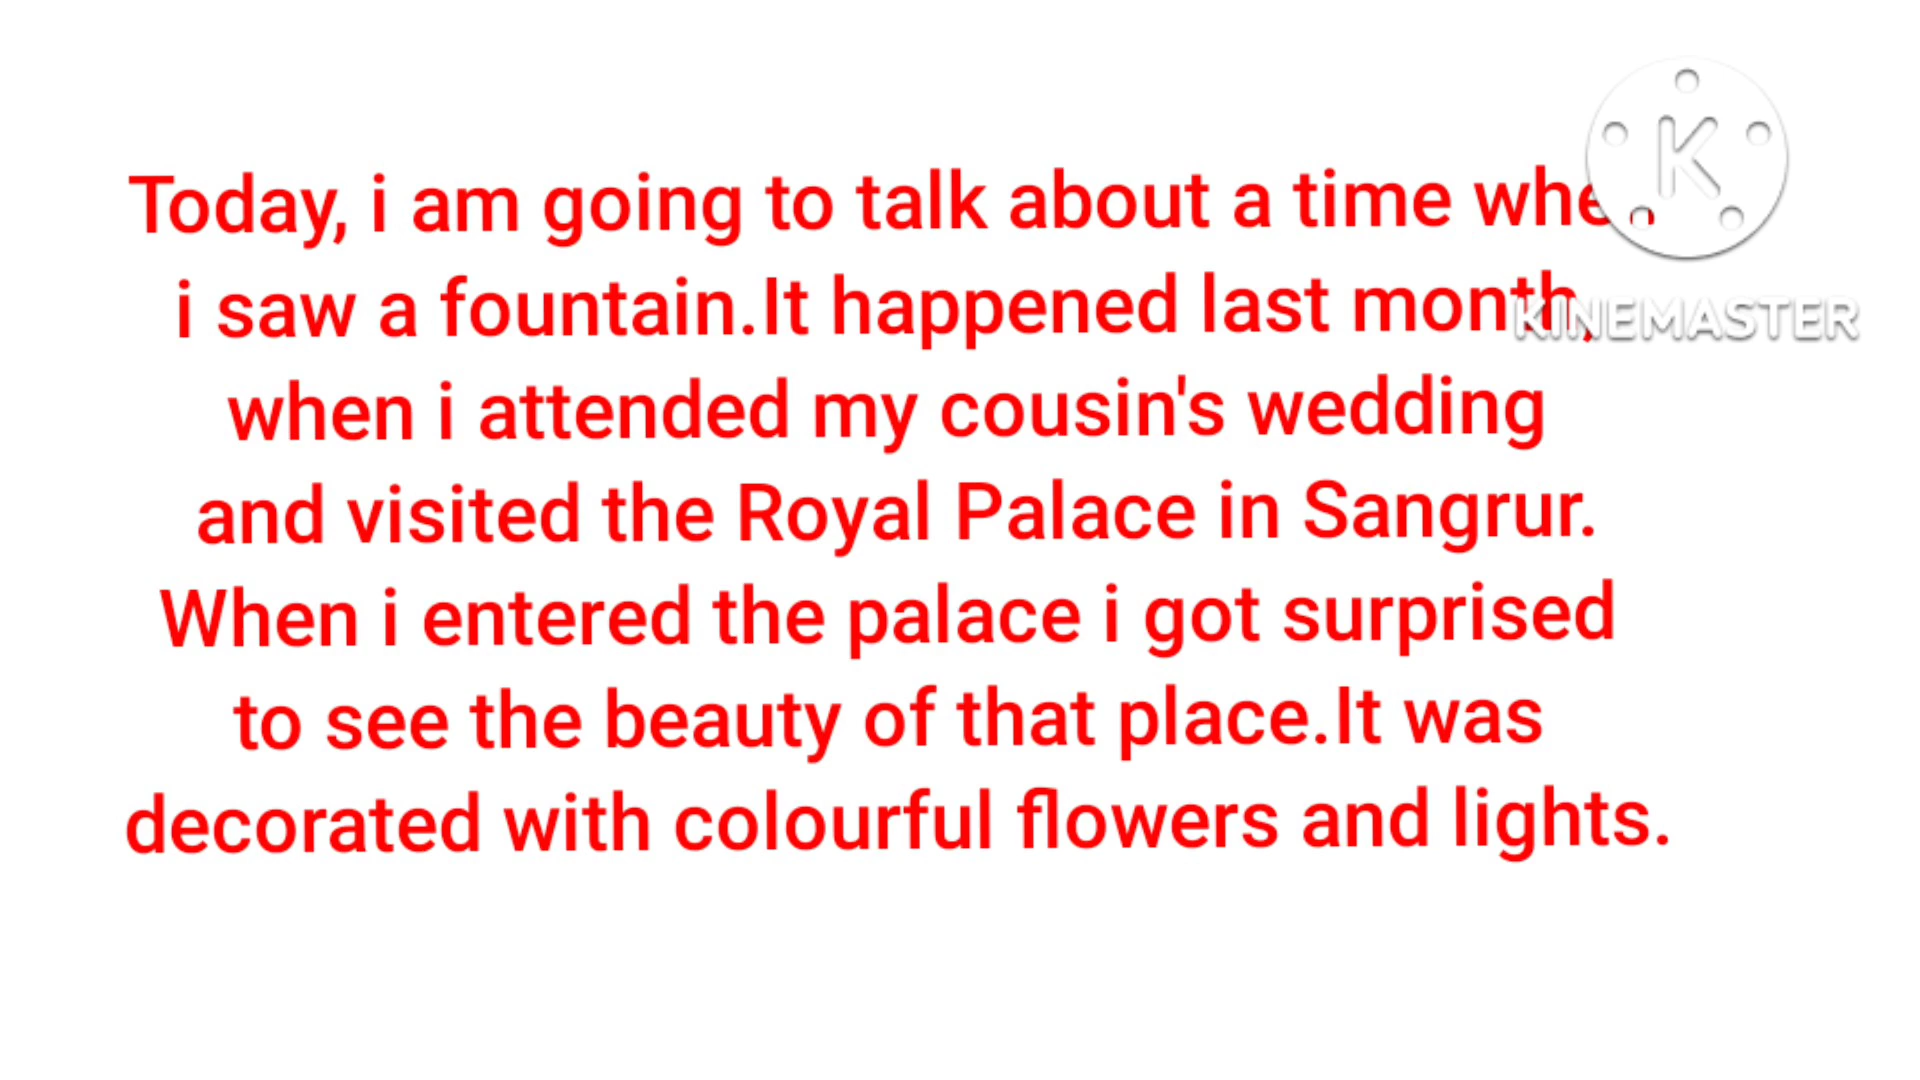 Today, i am going to talk about a time when
i saw a fountain.It happened last month,
when i attended my cousin's wedding
and visited the Royal Palace in Sangrur.
When i entered the palace i got surprised
to see the beauty of that place.It was
decorated with colourful flowers and lights.
K
KINEMASTER